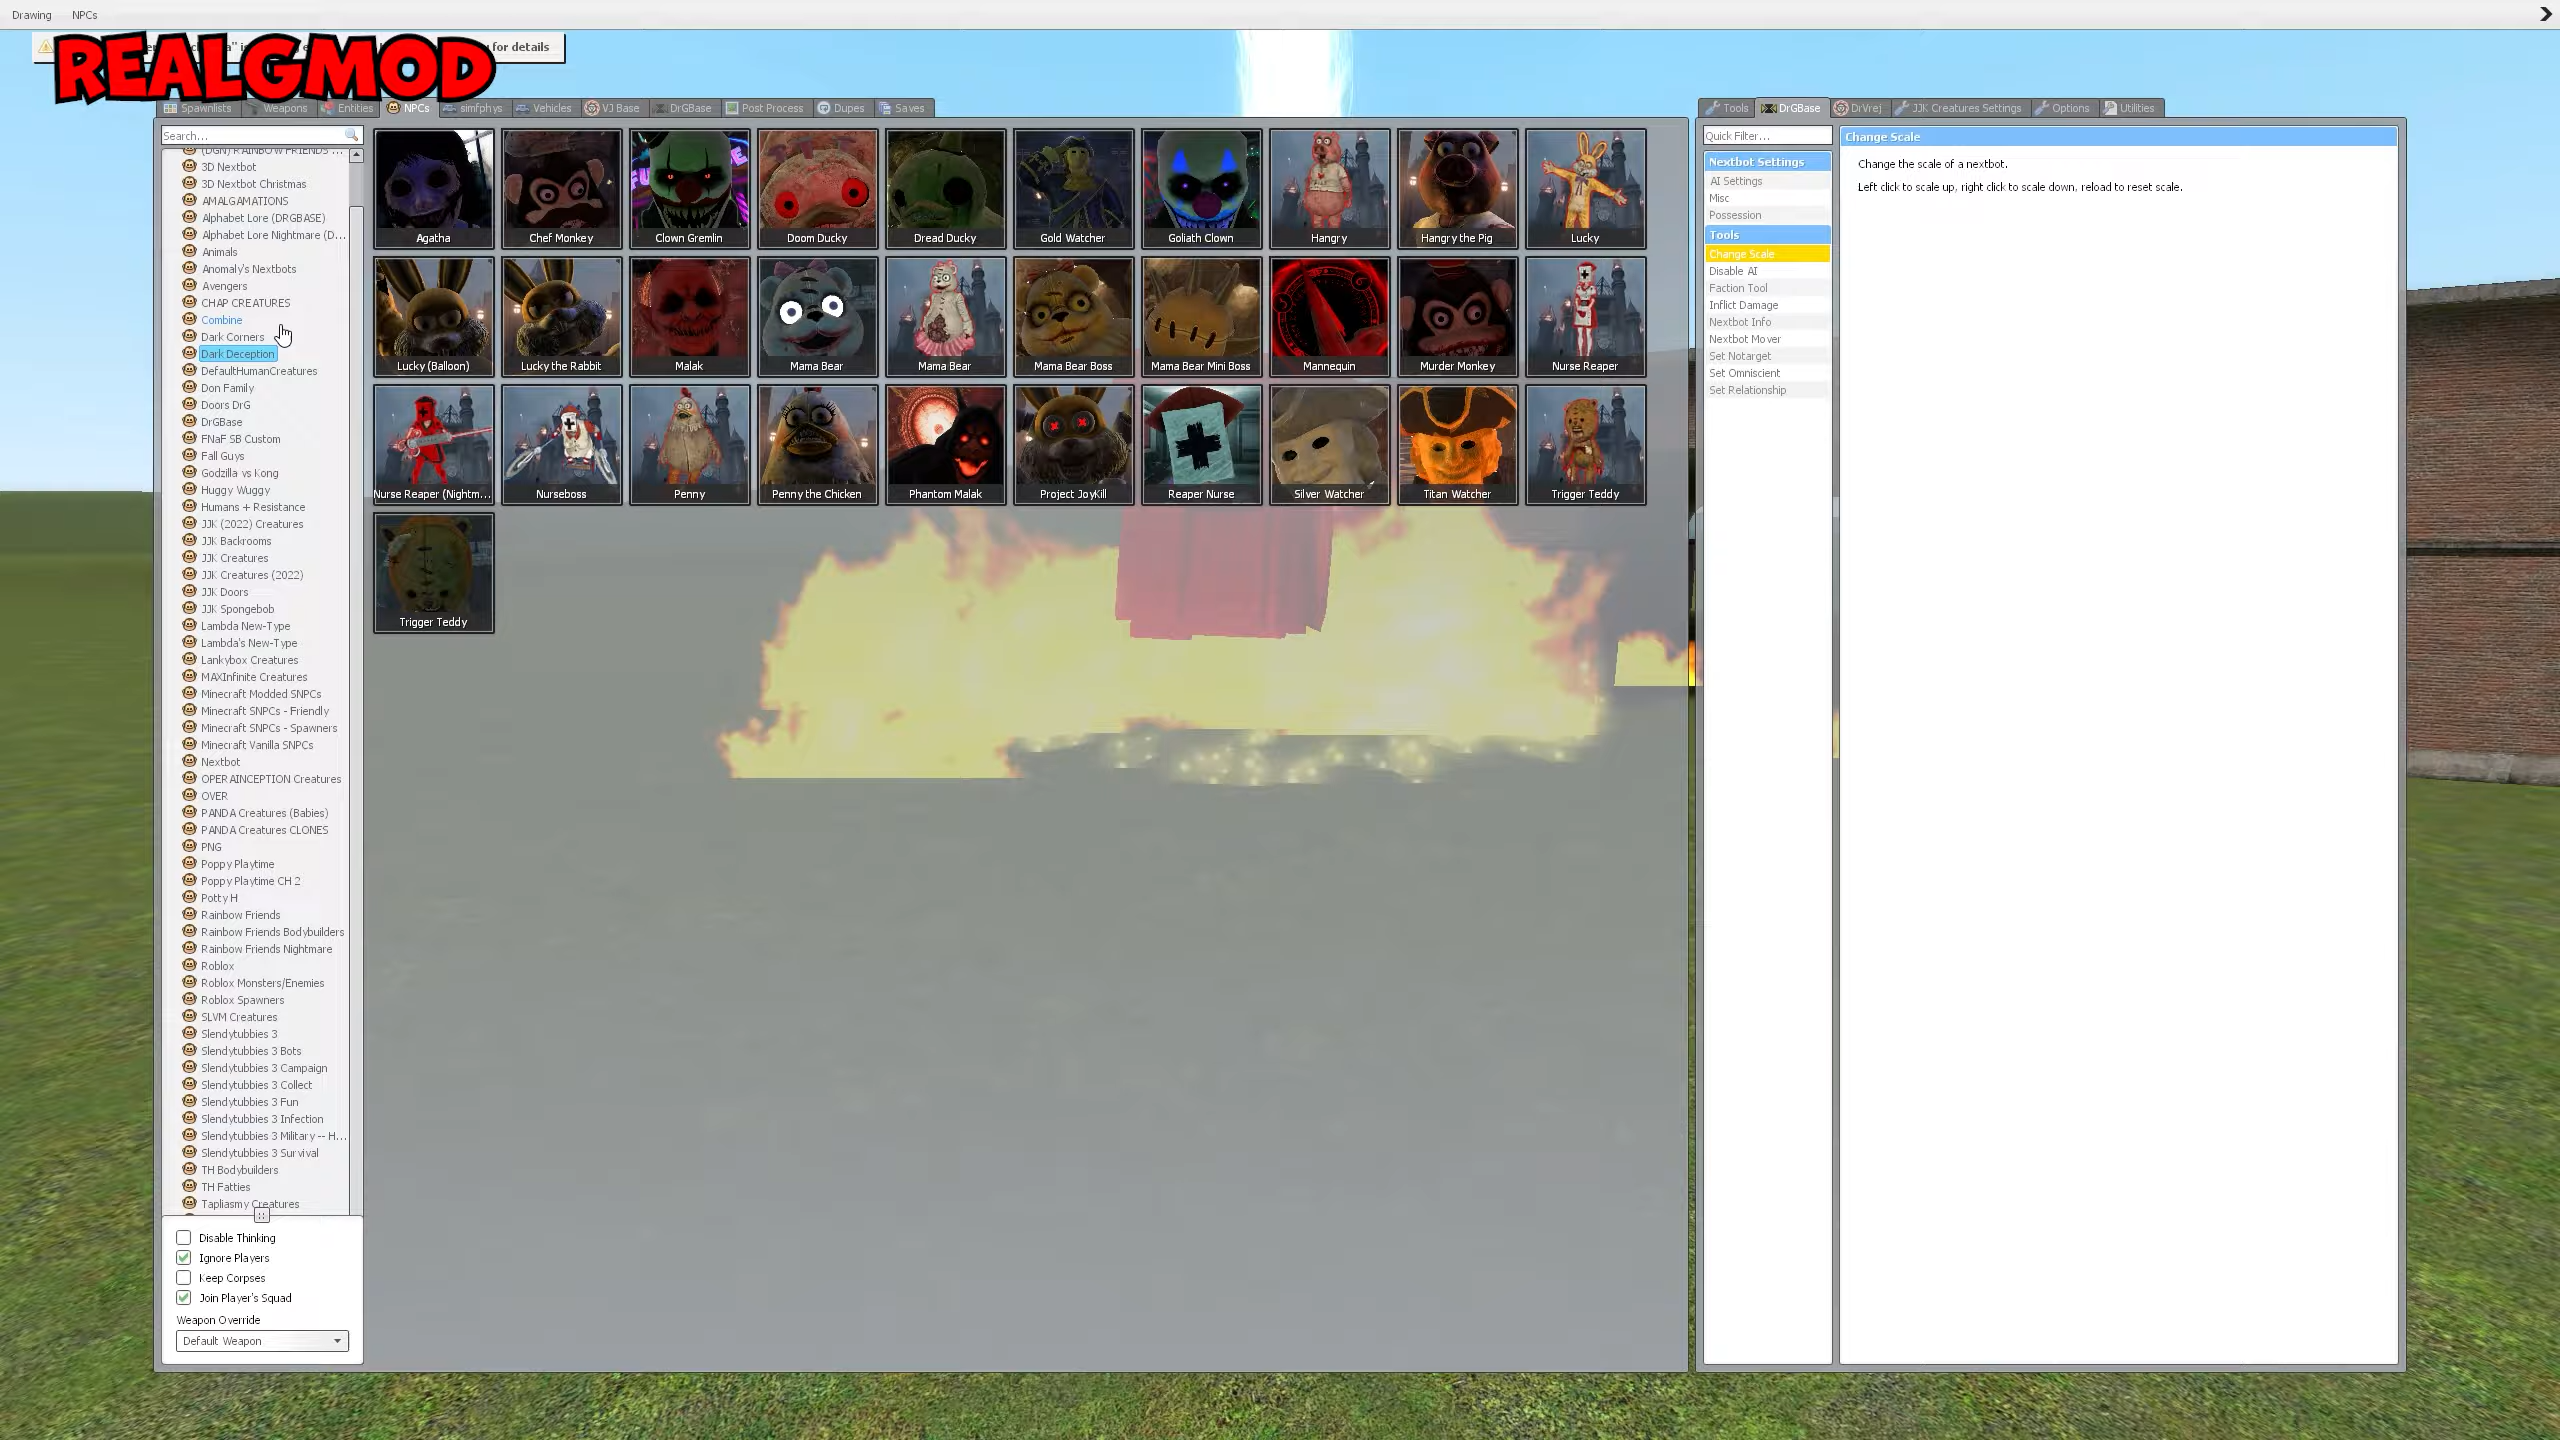 Drawing NPCs
for details
REALGMOD
Spawnlists Weapons Entities NPCs simfphys Vehicles VJ Base DrGBase Post Process Dupes Saves
Search...
(DGN) RAINBOW FRIENDS ...
3D Nextbot
3D Nextbot Christmas
AMALGAMATIONS
Alphabet Lore (DRGBASE)
Alphabet Lore Nightmare (D...
Animals
Anomaly's Nextbots
Avengers
CHAP CREATURES
Combine
Dark Corners
Dark Deception
DefaultHumanCreatures
Don Family
Doors DrG
DrGBase
FNaF SB Custom
Fall Guys
Godzilla vs Kong
Huggy Wuggy
Humans + Resistance
JJK (2022) Creatures
JJK Backrooms
JJK Creatures
JJK Creatures (2022)
JJK Doors
JJK Spongebob
Lambda New-Type
Lambda's New-Type
Lankybox Creatures
MAXInfinite Creatures
Minecraft Modded SNPCs
Minecraft SNPCs - Friendly
Minecraft SNPCs - Spawners
Minecraft Vanilla SNPCs
Nextbot
OPERAINCEPTION Creatures
OVER
PANDA Creatures (Babies)
PANDA Creatures CLONES
PNG
Poppy Playtime
Poppy Playtime CH 2
Potty H
Rainbow Friends
Rainbow Friends Bodybuilders
Rainbow Friends Nightmare
Roblox
Roblox Monsters/Enemies
Roblox Spawners
SLVM Creatures
Slendytubbies 3
Slendytubbies 3 Bots
Slendytubbies 3 Campaign
Slendytubbies 3 Collect
Slendytubbies 3 Fun
Slendytubbies 3 Infection
Slendytubbies 3 Military -- H...
Slendytubbies 3 Survival
TH Bodybuilders
TH Fatties
Tapliasmy Creatures
Disable Thinking
Ignore Players
Keep Corpses
Join Player's Squad
Weapon Override
Default Weapon
Agatha Chef Monkey Clown Gremlin Doom Ducky Dread Ducky Gold Watcher Goliath Clown Hangry Hangry the Pig Lucky
Lucky (Balloon) Lucky the Rabbit Malak Mama Bear Mama Bear Mama Bear Boss Mama Bear Mini Boss Mannequin Murder Monkey Nurse Reaper
Nurse Reaper (Nightm... Nurseboss Penny Penny the Chicken Phantom Malak Project JoyKill Reaper Nurse Silver Watcher Titan Watcher Trigger Teddy
Trigger Teddy
Tools DrGBase DrVrej JJK Creatures Settings Options Utilities
Quick Filter...
Nextbot Settings
AI Settings
Misc
Possession
Tools
Change Scale
Disable AI
Faction Tool
Inflict Damage
Nextbot Info
Nextbot Mover
Set Notarget
Set Omniscient
Set Relationship
Change Scale
Change the scale of a nextbot.
Left click to scale up, right click to scale down, reload to reset scale.